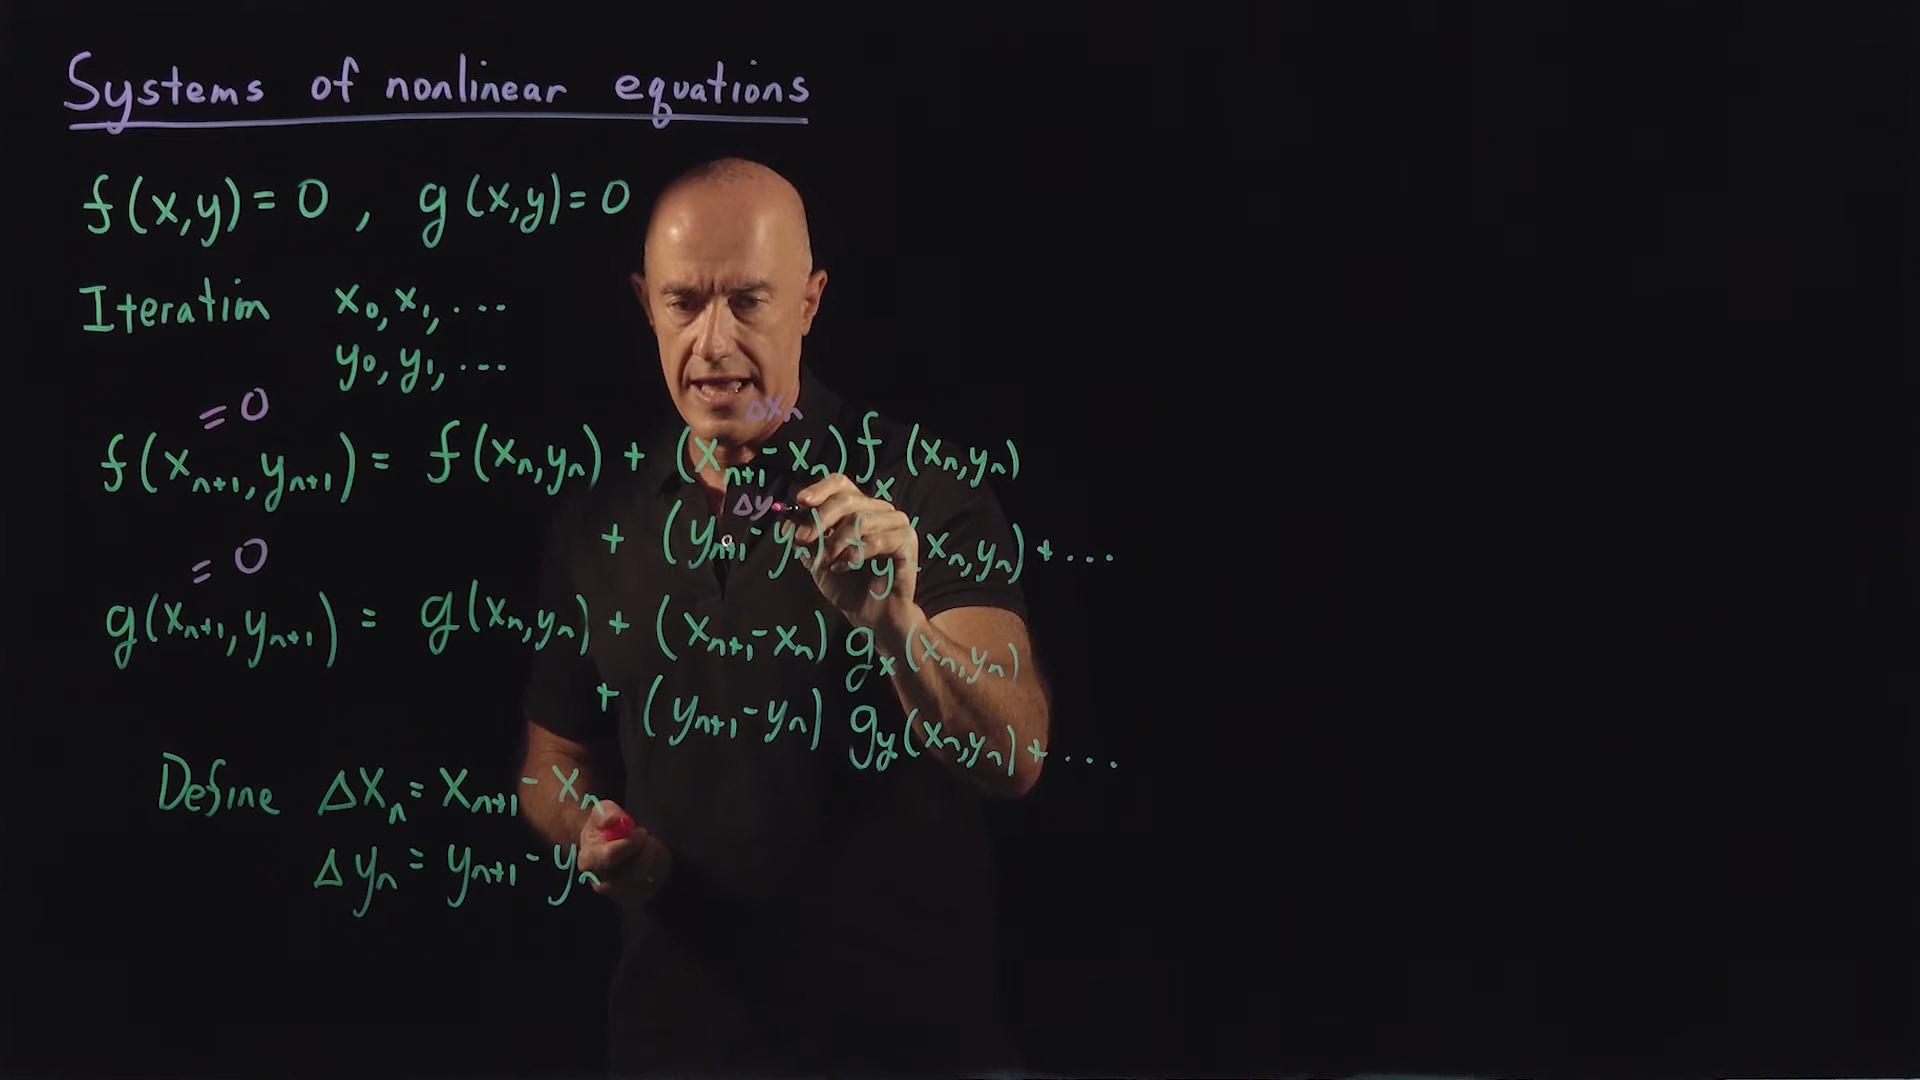 Systems of nonlinear equations
f(x,y)=0, g(x,y)=0
Iteration x₀, x₁, ...
y₀, y₁, ...
=0 Δxₙ
f(xₙ₊₁, yₙ₊₁) = f(xₙ,yₙ) + (xₙ₊₁-xₙ) fₓ (xₙ,yₙ)
Δy
+ (yₙ₊₁-yₙ) f_y (xₙ,yₙ) + ...
=0
g(xₙ₊₁, yₙ₊₁) = g(xₙ,yₙ) + (xₙ₊₁-xₙ) gₓ(xₙ,yₙ)
+ (yₙ₊₁-yₙ) g_y(xₙ,yₙ) + ...
Define Δxₙ = xₙ₊₁ - xₙ
Δyₙ = yₙ₊₁ - yₙ